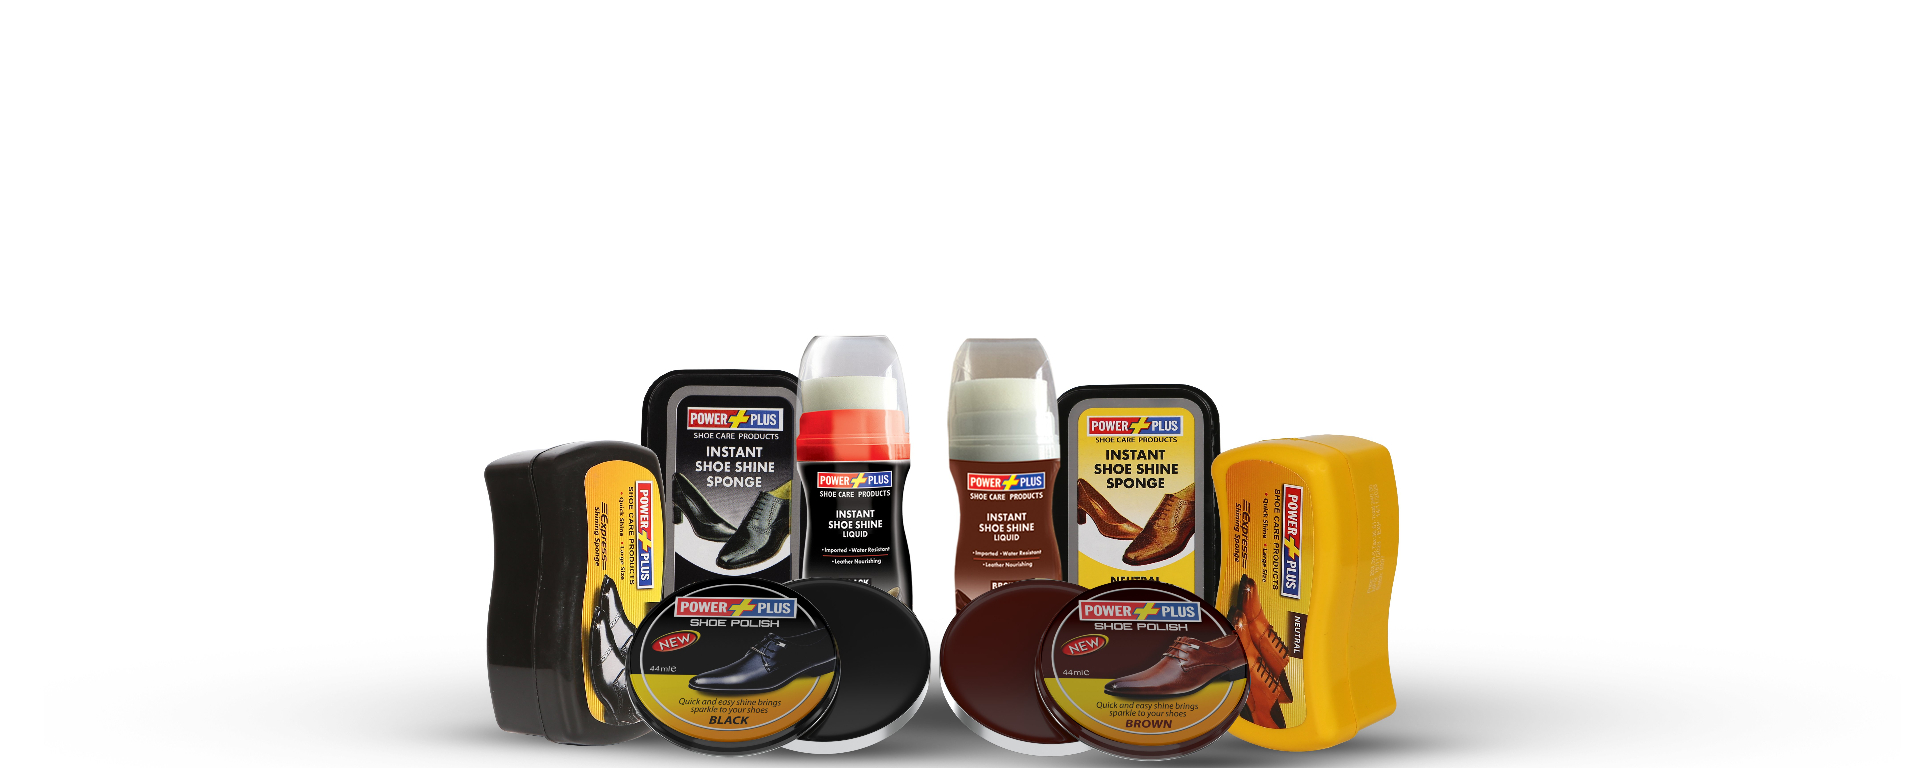 POWER PLUS
SHOE CARE PRODUCTS
• Quick Shine • Large Size
Express
Shining Sponge
POWER PLUS
SHOE CARE PRODUCTS
INSTANT
SHOE SHINE
SPONGE
POWER PLUS
SHOE CARE PRODUCTS
INSTANT
SHOE SHINE
LIQUID
• Imported • Water Resistant
• Leather Nourishing
POWER PLUS
SHOE CARE PRODUCTS
INSTANT
SHOE SHINE
LIQUID
• Imported • Water Resistant
• Leather Nourishing
POWER PLUS
SHOE CARE PRODUCTS
INSTANT
SHOE SHINE
SPONGE
NEUTRAL
POWER PLUS
SHOE CARE PRODUCTS
• Quick Shine • Large Size
Express
Shining Sponge
NEUTRAL
POWER PLUS
SHOE POLISH
NEW
44ml e
Quick and easy shine brings
sparkle to your shoes
BLACK
POWER PLUS
SHOE POLISH
NEW
44ml e
Quick and easy shine brings
sparkle to your shoes
BROWN